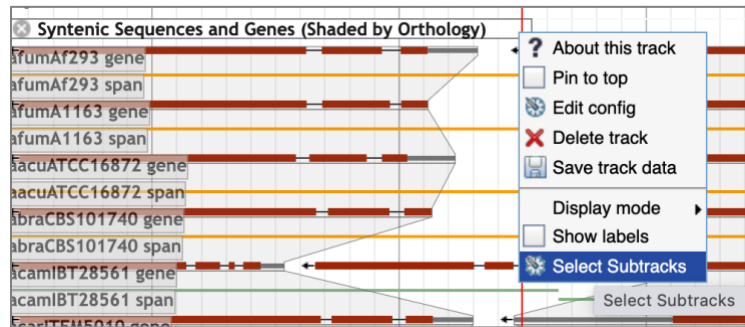 Syntenic Sequences and Genes (Shaded by Orthology)
afumAf293 gene
afumAf293 span
afumA1163 gene
afumA1163 span
aacuATCC16872 gene
aacuATCC16872 span
abraCBS101740 gene
abraCBS101740 span
acamIBT28561 gene
acamIBT28561 span
acarITEM5010 gene
About this track
Pin to top
Edit config
Delete track
Save track data
Display mode
Show labels
Select Subtracks
Select Subtracks